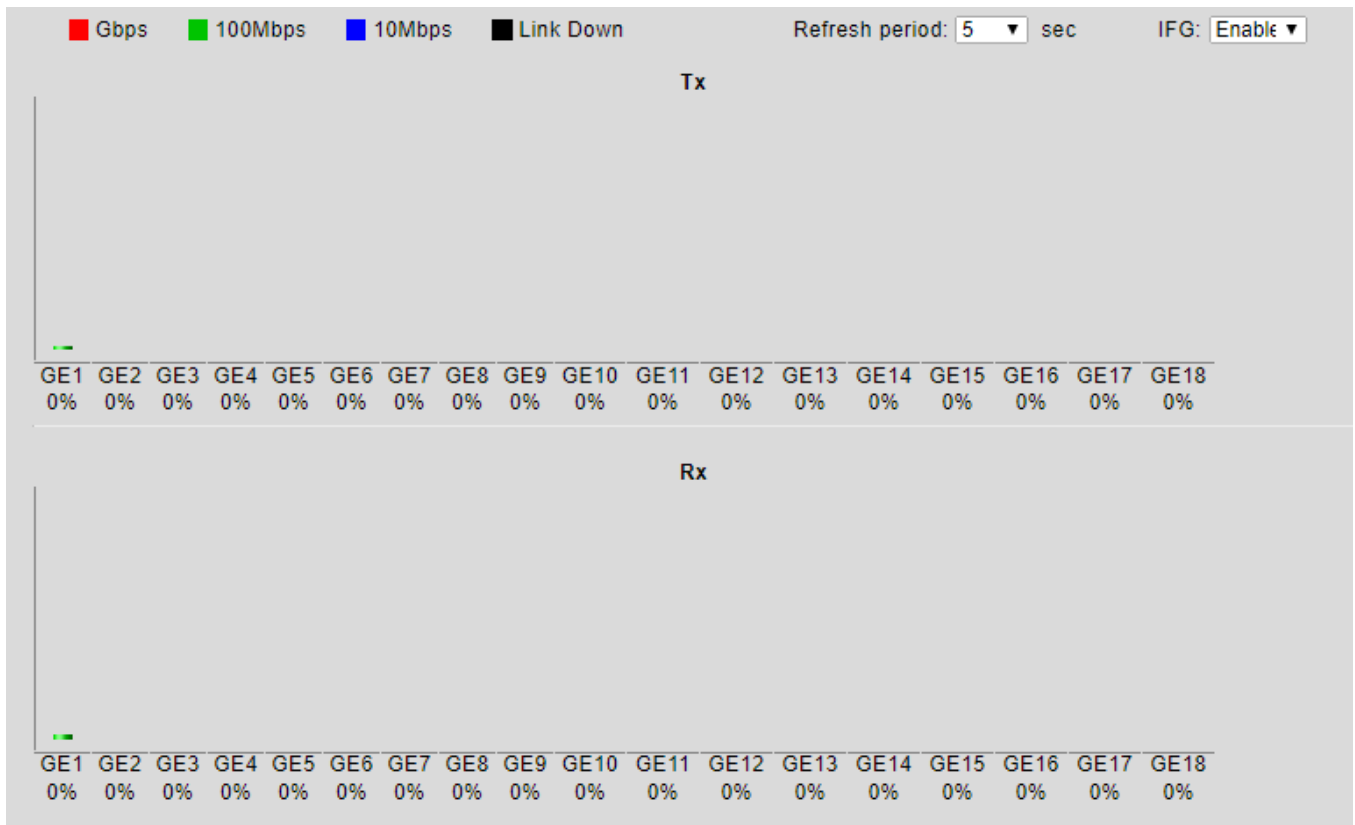 Gbps 100Mbps 10Mbps Link Down Refresh period: 5 sec IFG: Enable
Tx
GE1 GE2 GE3 GE4 GE5 GE6 GE7 GE8 GE9 GE10 GE11 GE12 GE13 GE14 GE15 GE16 GE17 GE18
0% 0% 0% 0% 0% 0% 0% 0% 0% 0% 0% 0% 0% 0% 0% 0% 0% 0%
Rx
GE1 GE2 GE3 GE4 GE5 GE6 GE7 GE8 GE9 GE10 GE11 GE12 GE13 GE14 GE15 GE16 GE17 GE18
0% 0% 0% 0% 0% 0% 0% 0% 0% 0% 0% 0% 0% 0% 0% 0% 0% 0%